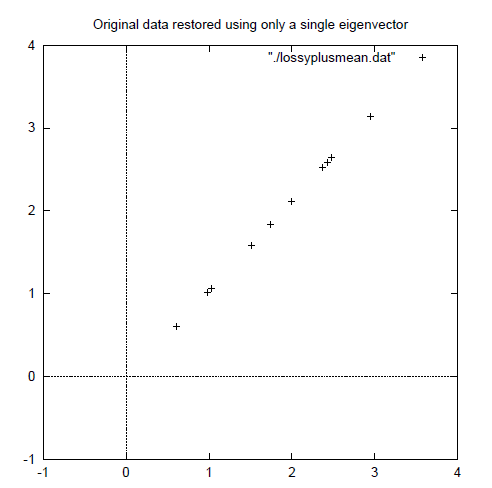 Original data restored using only a single eigenvector
4
"./lossyplusmean.dat"
3
2
1
0
-1
-1 0 1 2 3 4